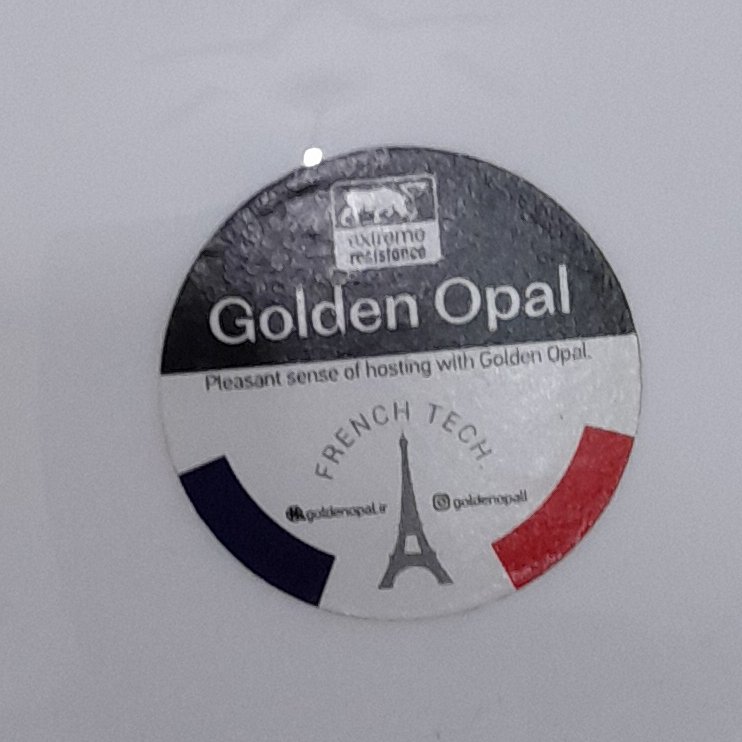 extreme
resistance
Golden Opal
Pleasant sense of hosting with Golden Opal.
FRENCH TECH.
goldenopal.ir
goldenopall